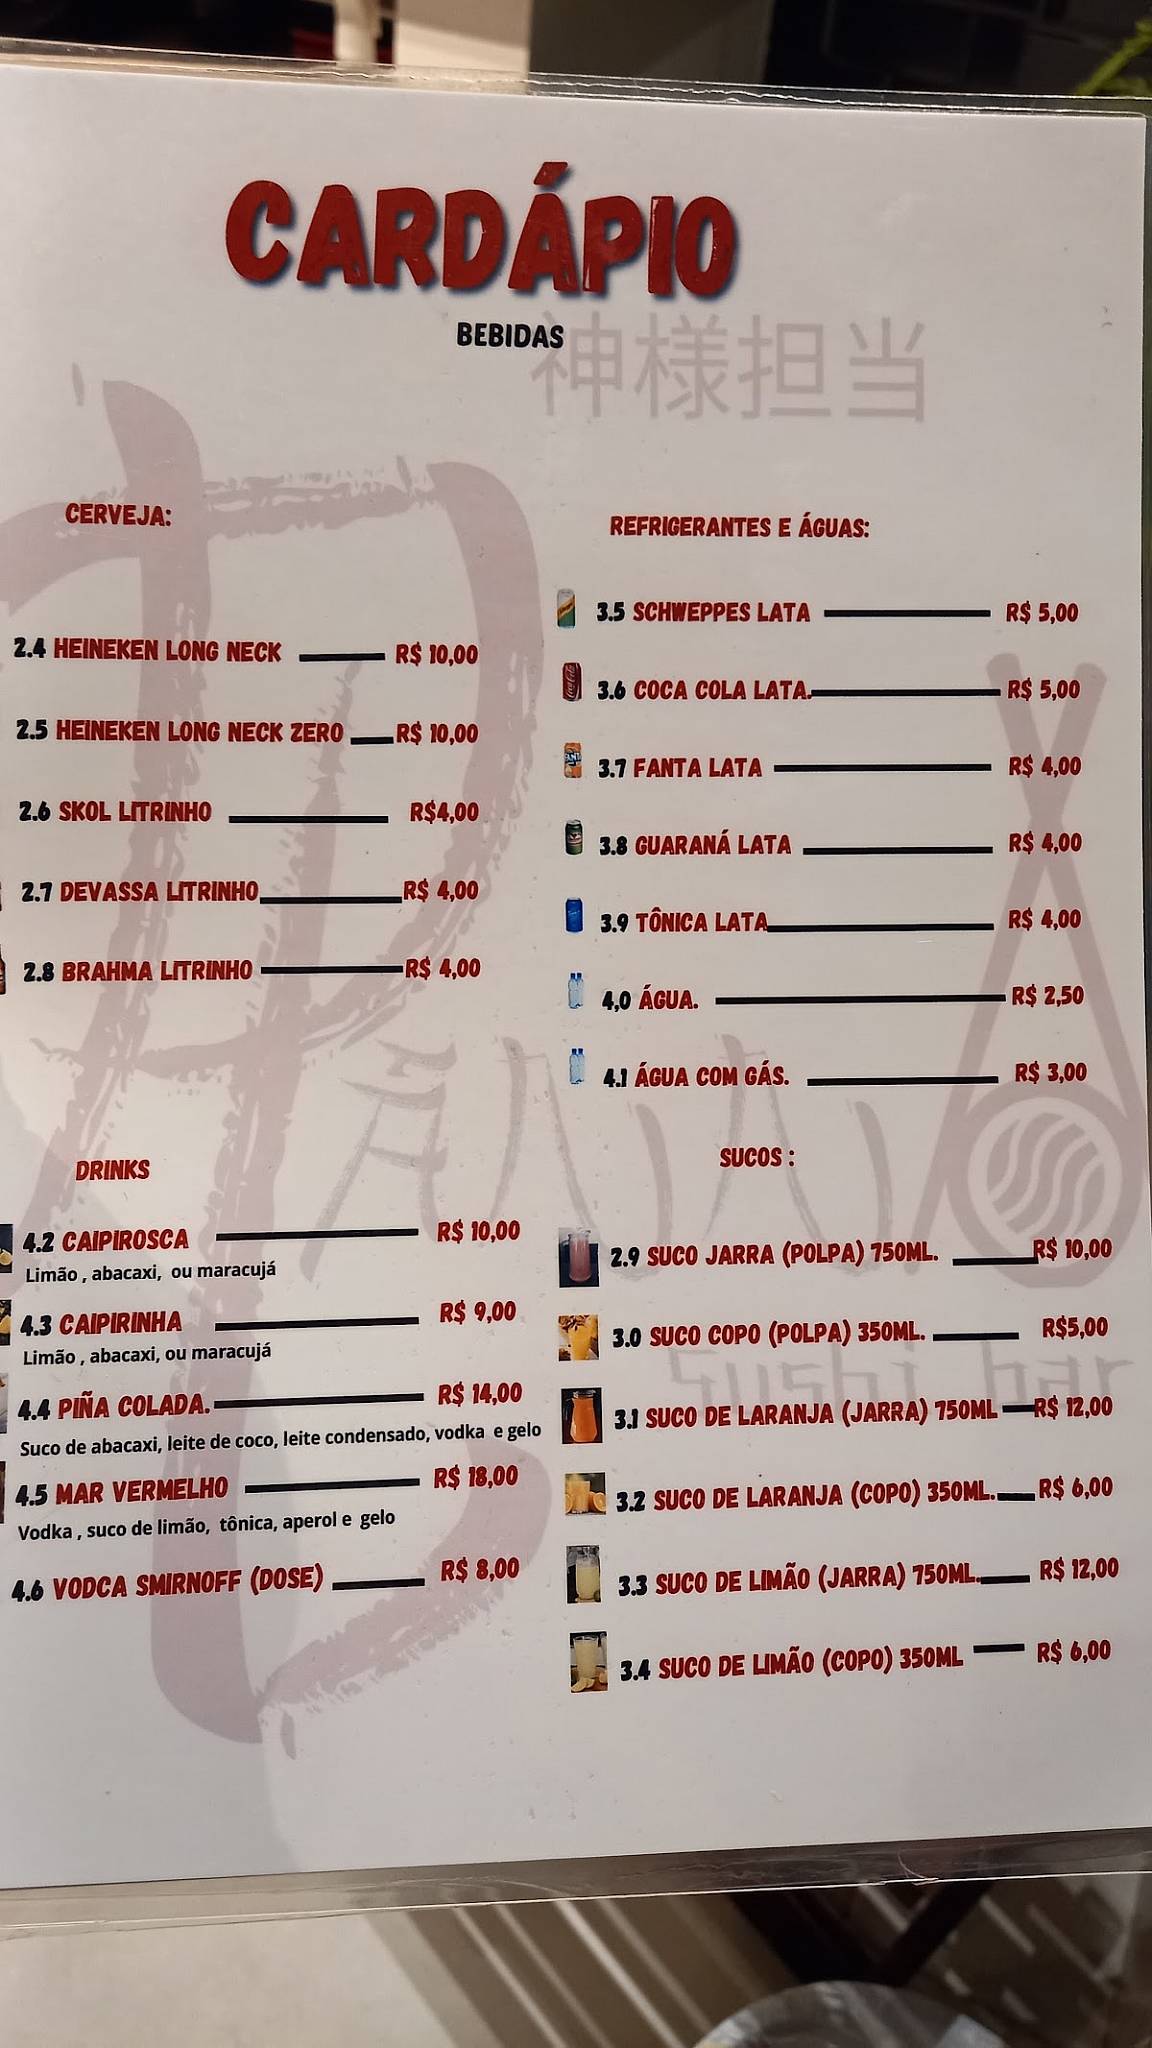 CARDÁPIO
BEBIDAS
神様担当
CERVEJA:
2.4 HEINEKEN LONG NECK R$ 10,00
2.5 HEINEKEN LONG NECK ZERO R$ 10,00
2.6 SKOL LITRINHO R$4,00
2.7 DEVASSA LITRINHO R$ 4,00
2.8 BRAHMA LITRINHO R$ 4,00
DRINKS
4.2 CAIPIROSCA R$ 10,00
Limão , abacaxi, ou maracujá
4.3 CAIPIRINHA R$ 9,00
Limão , abacaxi, ou maracujá
4.4 PIÑA COLADA. R$ 14,00
Suco de abacaxi, leite de coco, leite condensado, vodka e gelo
4.5 MAR VERMELHO R$ 18,00
Vodka , suco de limão, tônica, aperol e gelo
4.6 VODCA SMIRNOFF (DOSE) R$ 8,00
REFRIGERANTES E ÁGUAS:
3.5 SCHWEPPES LATA R$ 5,00
3.6 COCA COLA LATA. R$ 5,00
3.7 FANTA LATA R$ 4,00
3.8 GUARANÁ LATA R$ 4,00
3.9 TÔNICA LATA R$ 4,00
4,0 ÁGUA. R$ 2,50
4.1 ÁGUA COM GÁS. R$ 3,00
SUCOS :
2.9 SUCO JARRA (POLPA) 750ML. R$ 10,00
3.0 SUCO COPO (POLPA) 350ML. R$5,00
3.1 SUCO DE LARANJA (JARRA) 750ML R$ 12,00
3.2 SUCO DE LARANJA (COPO) 350ML. R$ 6,00
3.3 SUCO DE LIMÃO (JARRA) 750ML. R$ 12,00
3.4 SUCO DE LIMÃO (COPO) 350ML R$ 6,00
sushi bar